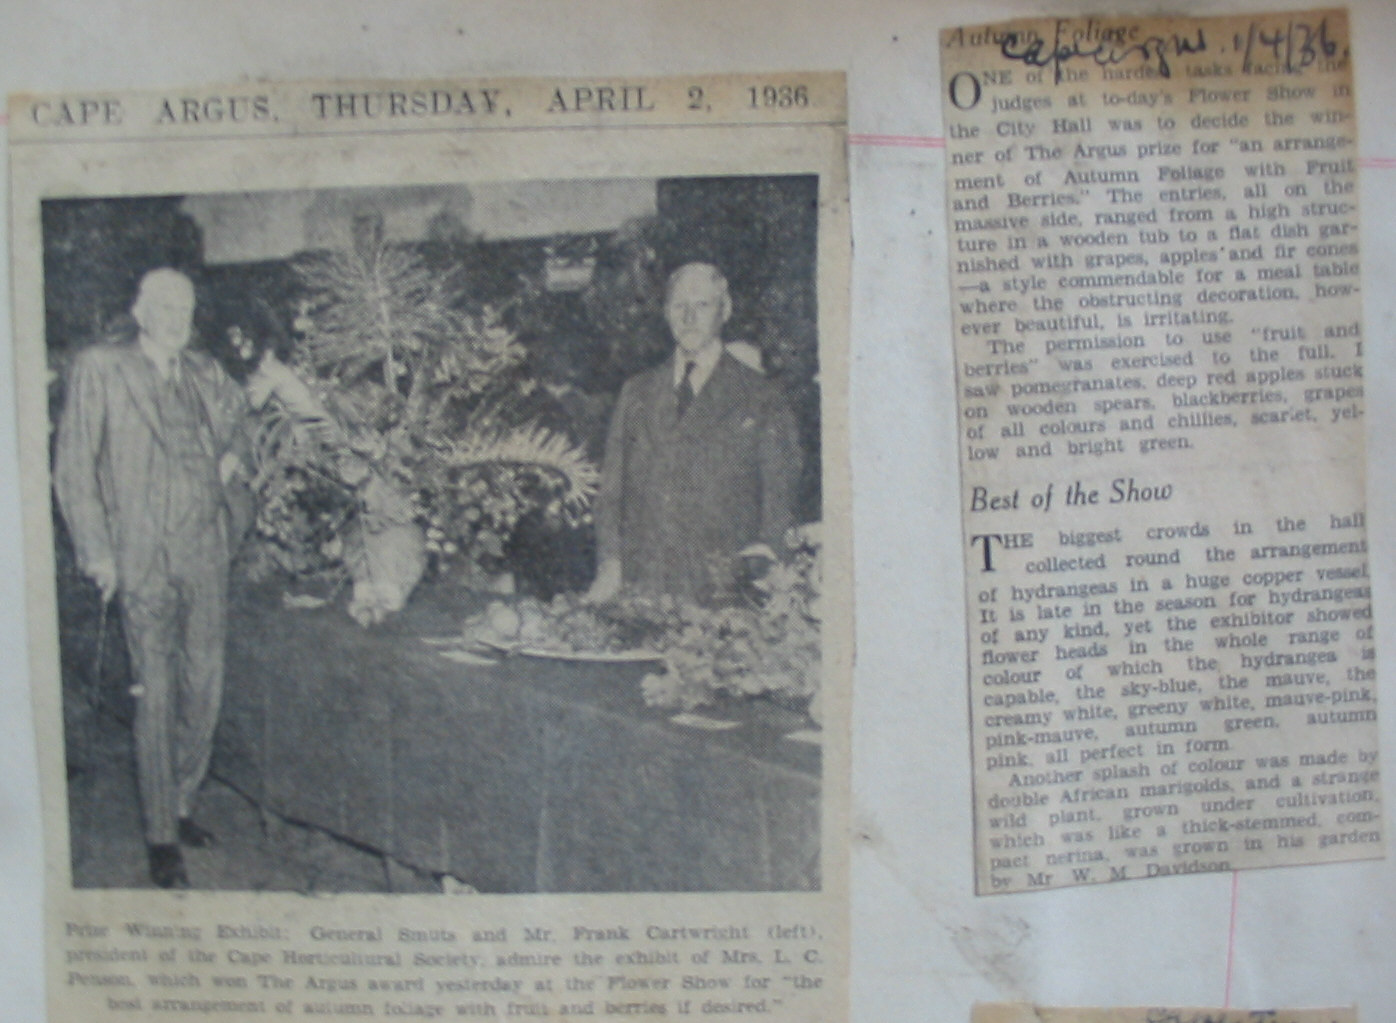 CAPE ARGUS, THURSDAY, APRIL 2, 1936
Prize Winning Exhibit: General Smuts and Mr. Frank Cartwright (left),
president of the Cape Horticultural Society, admire the exhibit of Mrs. L. C.
Penson, which won The Argus award yesterday at the Flower Show for "the
best arrangement of autumn foliage with fruit and berries if desired."
Autumn Foliage
Cape Argus. 1/4/36.
ONE of the hardest tasks facing the
judges at to-day's Flower Show in
the City Hall was to decide the win-
ner of The Argus prize for "an arrange-
ment of Autumn Foliage with Fruit
and Berries." The entries, all on the
massive side, ranged from a high struc-
ture in a wooden tub to a flat dish gar-
nished with grapes, apples and fir cones
—a style commendable for a meal table
where the obstructing decoration, how-
ever beautiful, is irritating.
The permission to use "fruit and
berries" was exercised to the full. I
saw pomegranates, deep red apples stuck
on wooden spears, blackberries, grapes
of all colours and chillies, scarlet, yel-
low and bright green.
Best of the Show
THE biggest crowds in the hall
collected round the arrangement
of hydrangeas in a huge copper vessel.
It is late in the season for hydrangeas
of any kind, yet the exhibitor showed
flower heads in the whole range of
colour of which the hydrangea is
capable, the sky-blue, the mauve, the
creamy white, greeny white, mauve-pink,
pink-mauve, autumn green, autumn
pink, all perfect in form.
Another splash of colour was made by
double African marigolds, and a strange
wild plant, grown under cultivation,
which was like a thick-stemmed, com-
pact nerina, was grown in his garden
by Mr. W. M. Davidson.